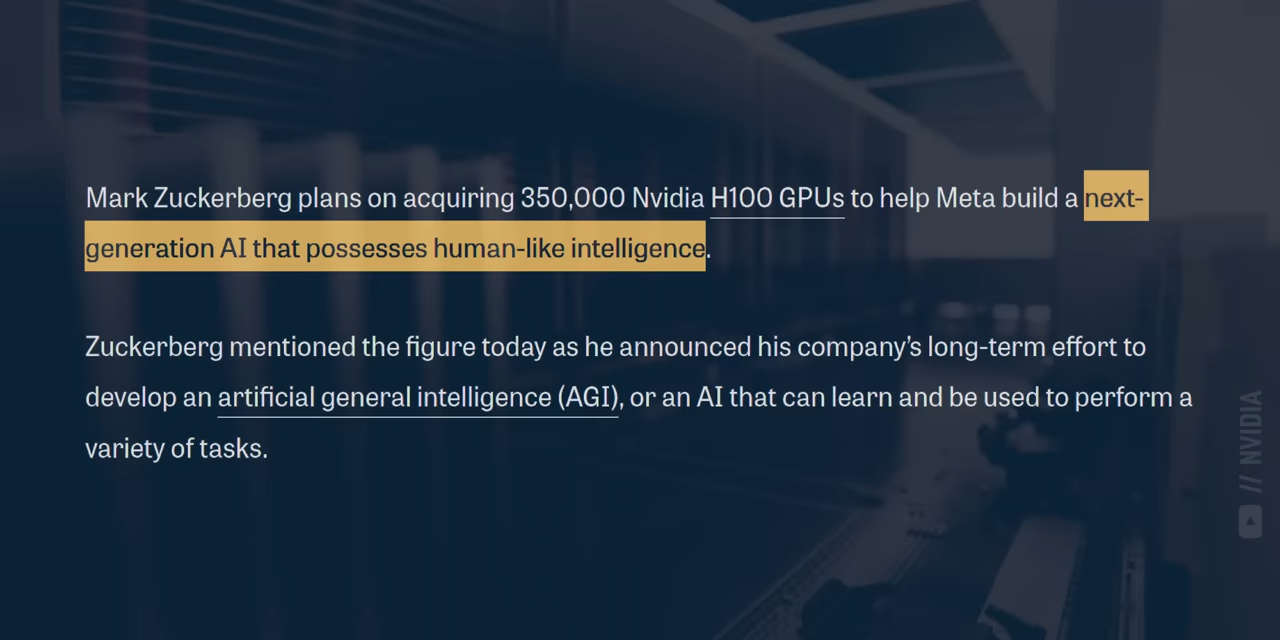 Mark Zuckerberg plans on acquiring 350,000 Nvidia H100 GPUs to help Meta build a next-
generation AI that possesses human-like intelligence.
Zuckerberg mentioned the figure today as he announced his company’s long-term effort to
develop an artificial general intelligence (AGI), or an AI that can learn and be used to perform a
variety of tasks.
// NVIDIA